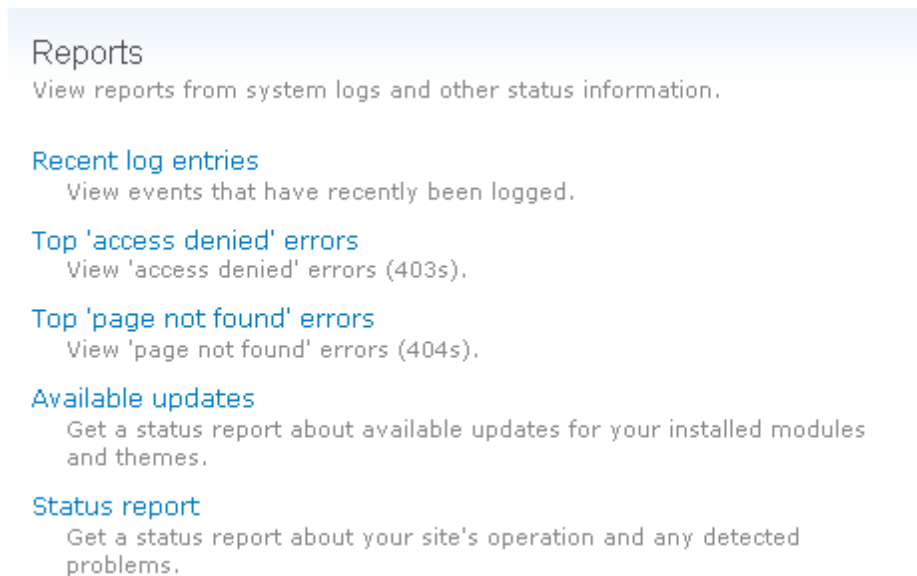 Reports
View reports from system logs and other status information.
Recent log entries
View events that have recently been logged.
Top 'access denied' errors
View 'access denied' errors (403s).
Top 'page not found' errors
View 'page not found' errors (404s).
Available updates
Get a status report about available updates for your installed modules
and themes.
Status report
Get a status report about your site's operation and any detected
problems.